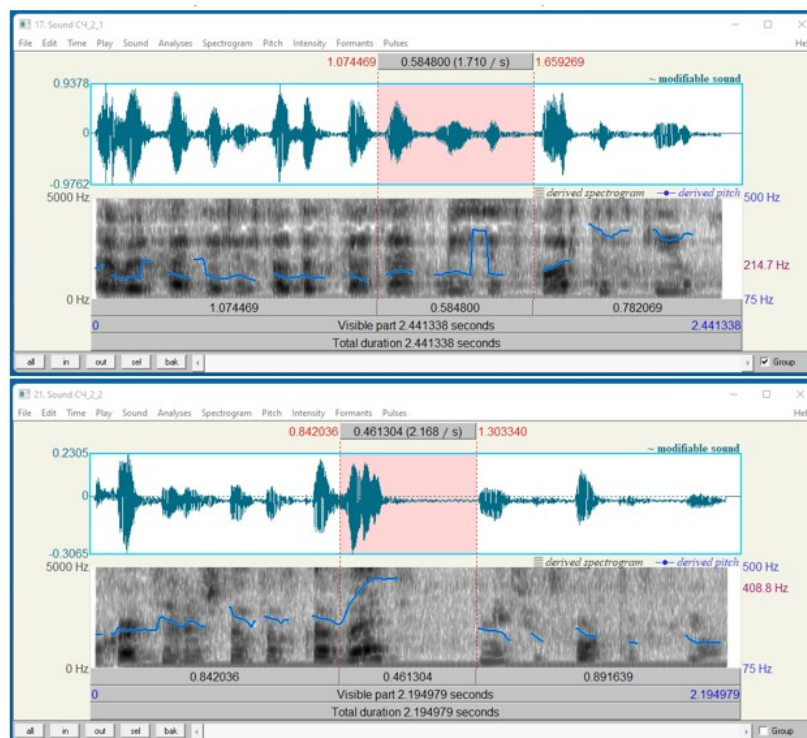 17. Sound СЧ_2_1
File Edit Time Play Sound Analyses Spectrogram Pitch Intensity Formants Pulses Hel
1.074469 0.584800 (1.710 / s) 1.659269
~ modifiable sound
0.9378
0
-0.9762
5000 Hz derived spectrogram derived pitch 500 Hz
214.7 Hz
0 Hz 75 Hz
1.074469 0.584800 0.782069
0 Visible part 2.441338 seconds 2.441338
Total duration 2.441338 seconds
all in out sel bak Group
21. Sound СЧ_2_2
File Edit Time Play Sound Analyses Spectrogram Pitch Intensity Formants Pulses Hel
0.842036 0.461304 (2.168 / s) 1.303340
~ modifiable sound
0.2305
0
-0.3065
5000 Hz derived spectrogram derived pitch 500 Hz
408.8 Hz
0 Hz 75 Hz
0.842036 0.461304 0.891639
0 Visible part 2.194979 seconds 2.194979
Total duration 2.194979 seconds
all in out sel bak Group